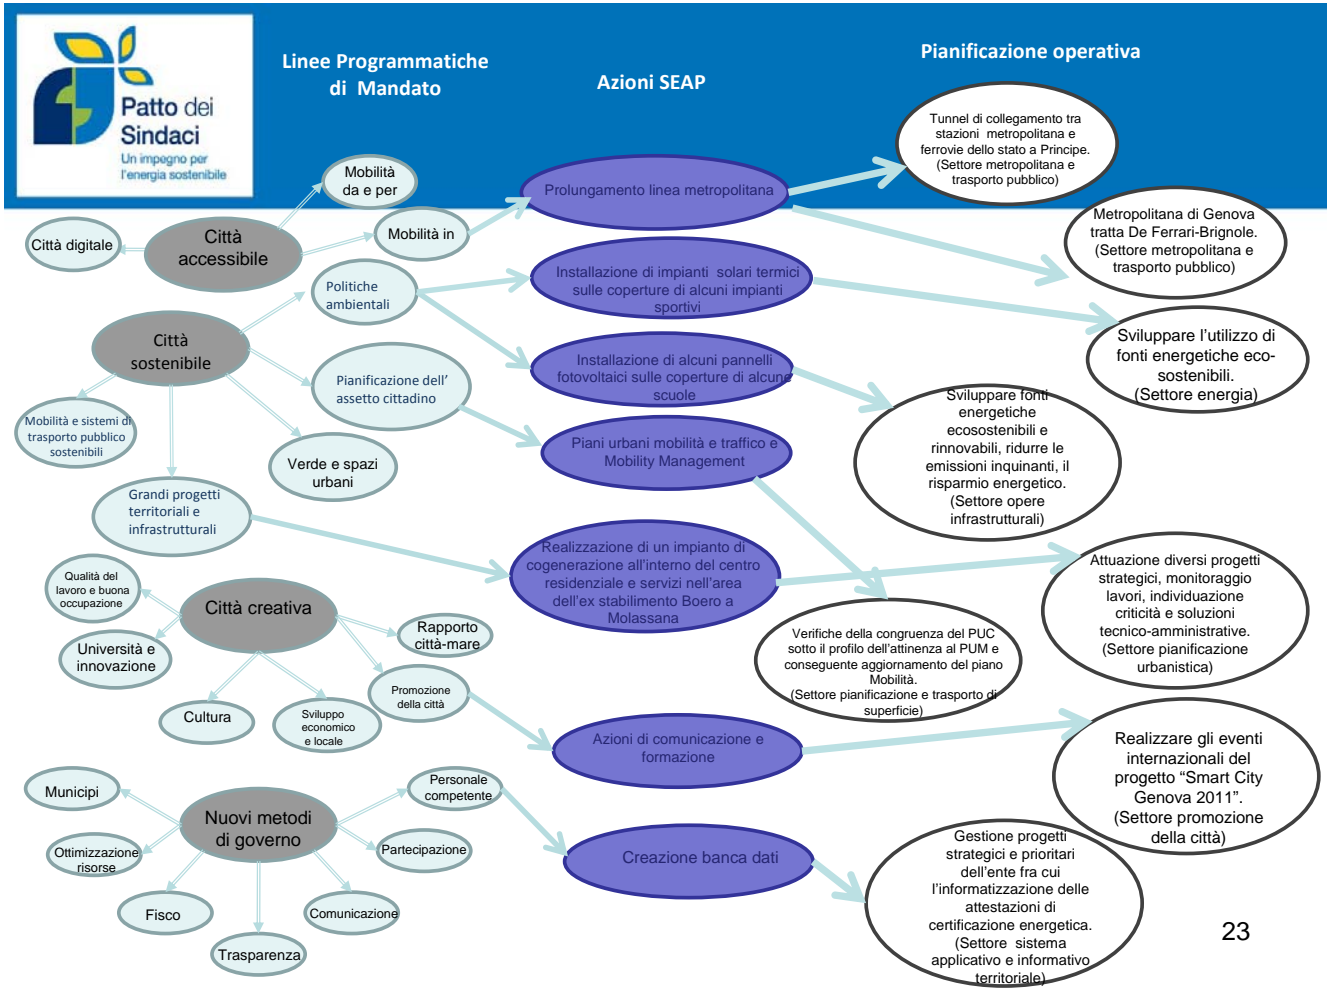 Patto dei
Sindaci
Un impegno per
l'energia sostenibile
Linee Programmatiche
di Mandato
Azioni SEAP
Pianificazione operativa
Mobilità
da e per
Città digitale
Città
accessibile
Mobilità in
Politiche
ambientali
Città
sostenibile
Pianificazione dell'
assetto cittadino
Mobilità e sistemi di
trasporto pubblico
sostenibili
Verde e spazi
urbani
Grandi progetti
territoriali e
infrastrutturali
Qualità del
lavoro e buona
occupazione
Città creativa
Rapporto
città-mare
Università e
innovazione
Promozione
della città
Cultura
Sviluppo
economico
e locale
Municipi
Nuovi metodi
di governo
Personale
competente
Ottimizzazione
risorse
Partecipazione
Fisco
Comunicazione
Trasparenza
Prolungamento linea metropolitana
Installazione di impianti solari termici
sulle coperture di alcuni impianti
sportivi
Installazione di alcuni pannelli
fotovoltaici sulle coperture di alcune
scuole
Piani urbani mobilità e traffico e
Mobility Management
Realizzazione di un impianto di
cogenerazione all'interno del centro
residenziale e servizi nell'area
dell'ex stabilimento Boero a
Molassana
Azioni di comunicazione e
formazione
Creazione banca dati
Tunnel di collegamento tra
stazioni metropolitana e
ferrovie dello stato a Principe.
(Settore metropolitana e
trasporto pubblico)
Metropolitana di Genova
tratta De Ferrari-Brignole.
(Settore metropolitana e
trasporto pubblico)
Sviluppare l'utilizzo di
fonti energetiche eco-
sostenibili.
(Settore energia)
Sviluppare fonti
energetiche
ecosostenibili e
rinnovabili, ridurre le
emissioni inquinanti, il
risparmio energetico.
(Settore opere
infrastrutturali)
Attuazione diversi progetti
strategici, monitoraggio
lavori, individuazione
criticità e soluzioni
tecnico-amministrative.
(Settore pianificazione
urbanistica)
Verifiche della congruenza del PUC
sotto il profilo dell'attinenza al PUM e
conseguente aggiornamento del piano
Mobilità.
(Settore pianificazione e trasporto di
superficie)
Realizzare gli eventi
internazionali del
progetto “Smart City
Genova 2011”.
(Settore promozione
della città)
Gestione progetti
strategici e prioritari
dell'ente fra cui
l'informatizzazione delle
attestazioni di
certificazione energetica.
(Settore sistema
applicativo e informativo
territoriale)
23